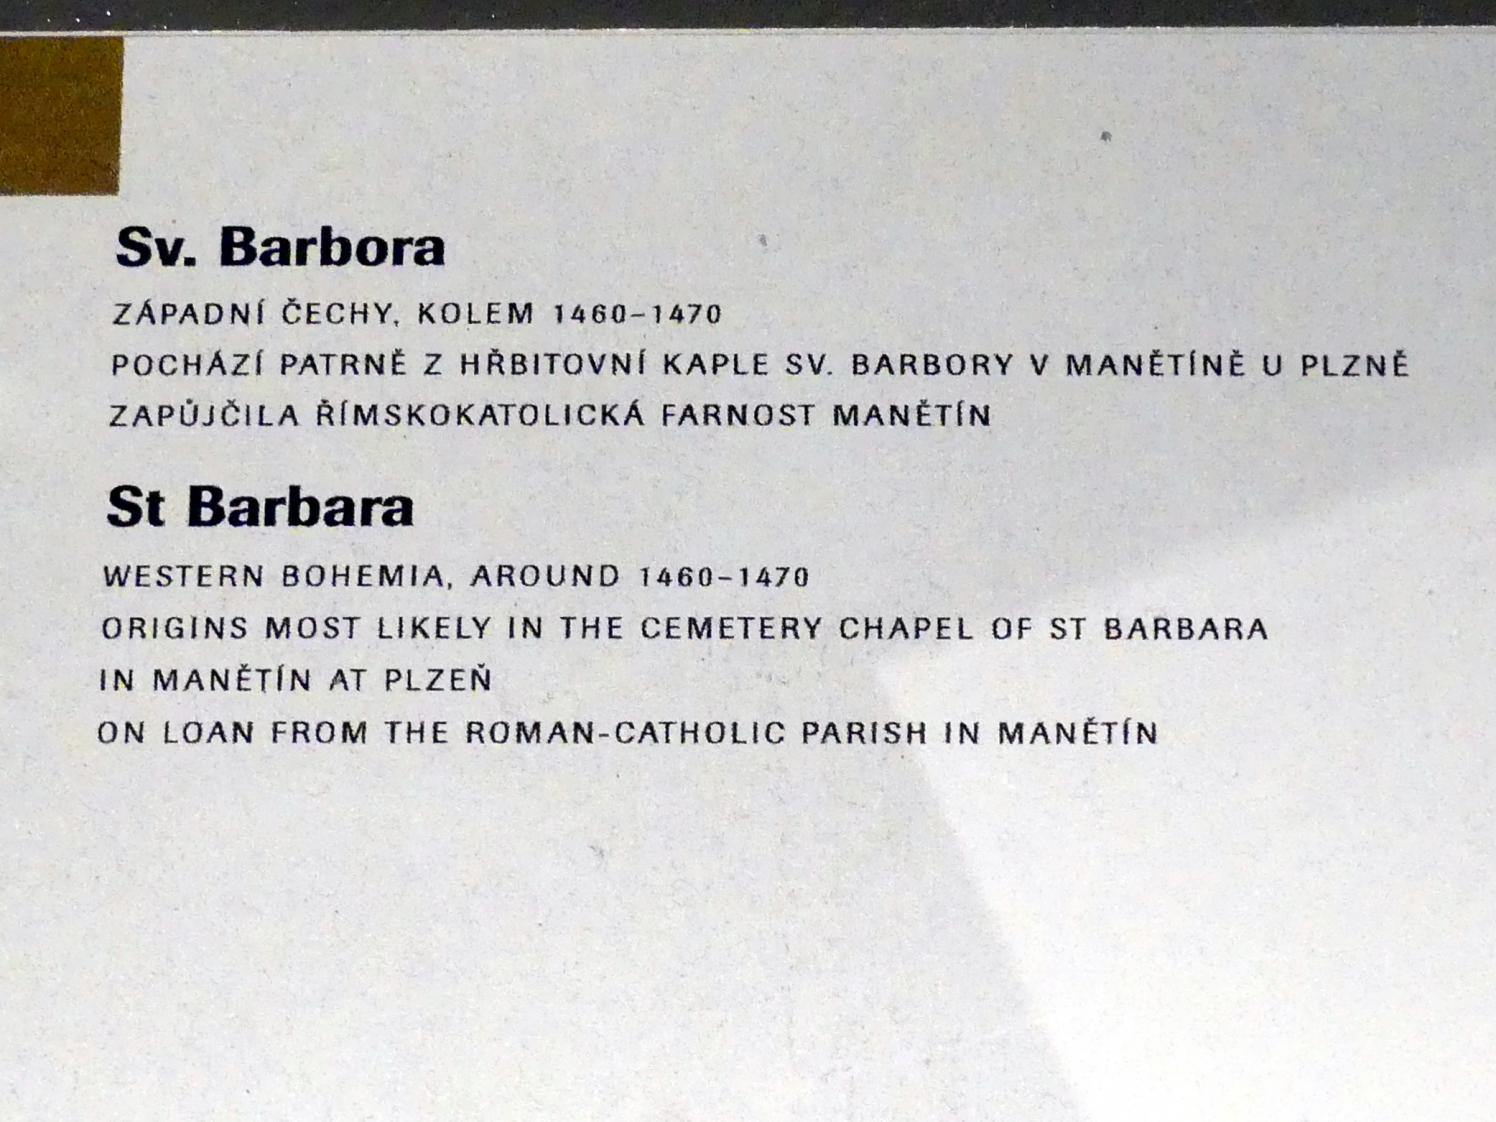 Sv. Barbora
ZÁPADNÍ ČECHY, KOLEM 1460–1470
POCHÁZÍ PATRNĚ Z HŘBITOVNÍ KAPLE SV. BARBORY V MANĚTÍNĚ U PLZNĚ
ZAPŮJČILA ŘÍMSKOKATOLICKÁ FARNOST MANĚTÍN
St Barbara
WESTERN BOHEMIA, AROUND 1460–1470
ORIGINS MOST LIKELY IN THE CEMETERY CHAPEL OF ST BARBARA
IN MANĚTÍN AT PLZEŇ
ON LOAN FROM THE ROMAN-CATHOLIC PARISH IN MANĚTÍN